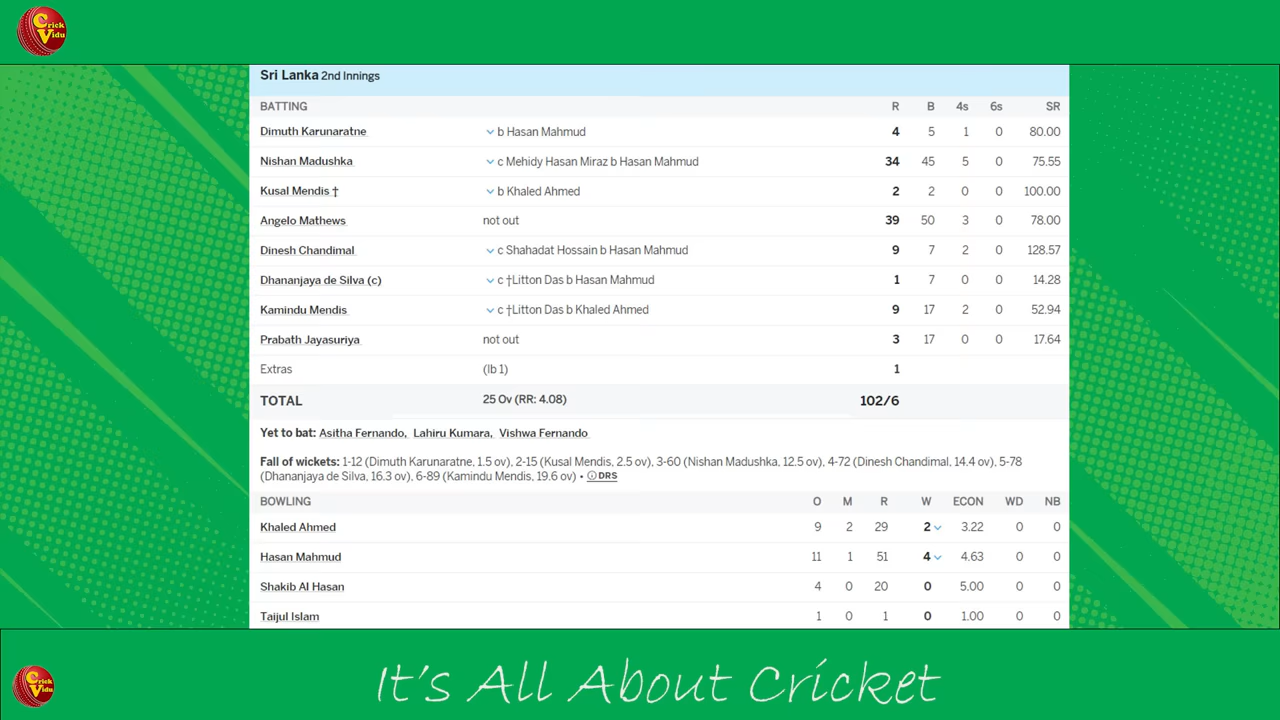 Crick
Vidu
Sri Lanka 2nd Innings
BATTING R B 4s 6s SR
Dimuth Karunaratne b Hasan Mahmud 4 5 1 0 80.00
Nishan Madushka c Mehidy Hasan Miraz b Hasan Mahmud 34 45 5 0 75.55
Kusal Mendis † b Khaled Ahmed 2 2 0 0 100.00
Angelo Mathews not out 39 50 3 0 78.00
Dinesh Chandimal c Shahadat Hossain b Hasan Mahmud 9 7 2 0 128.57
Dhananjaya de Silva (c) c †Litton Das b Hasan Mahmud 1 7 0 0 14.28
Kamindu Mendis c †Litton Das b Khaled Ahmed 9 17 2 0 52.94
Prabath Jayasuriya not out 3 17 0 0 17.64
Extras (lb 1) 1
TOTAL 25 Ov (RR: 4.08) 102/6
Yet to bat: Asitha Fernando, Lahiru Kumara, Vishwa Fernando
Fall of wickets: 1-12 (Dimuth Karunaratne, 1.5 ov), 2-15 (Kusal Mendis, 2.5 ov), 3-60 (Nishan Madushka, 12.5 ov), 4-72 (Dinesh Chandimal, 14.4 ov), 5-78
(Dhananjaya de Silva, 16.3 ov), 6-89 (Kamindu Mendis, 19.6 ov) • DRS
BOWLING O M R W ECON WD NB
Khaled Ahmed 9 2 29 2 3.22 0 0
Hasan Mahmud 11 1 51 4 4.63 0 0
Shakib Al Hasan 4 0 20 0 5.00 0 0
Taijul Islam 1 0 1 0 1.00 0 0
Crick
Vidu
It's All About Cricket